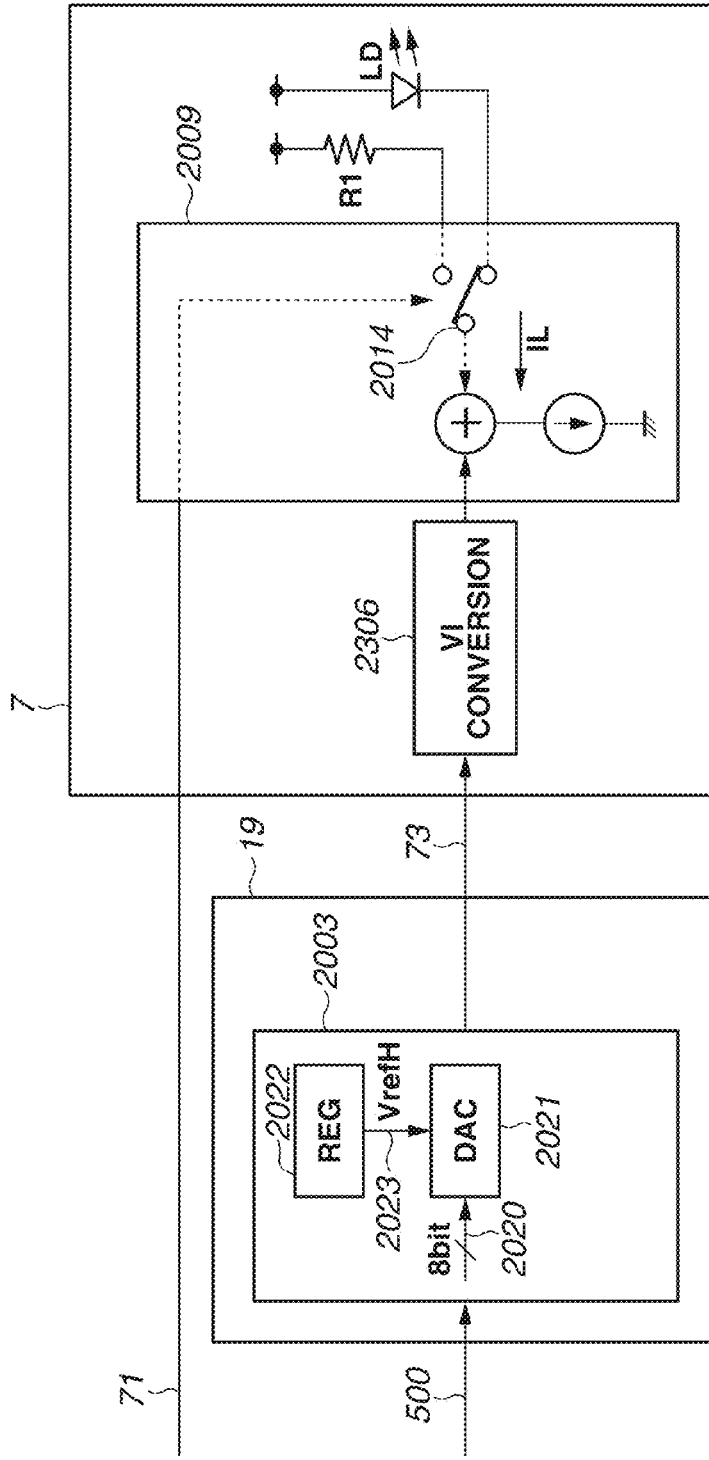 7
2009
LD
R1
2014
IL
2306
VI
CONVERSION
73
19
2003
2022
REG
VrefH
2023
DAC
2021
8bit
2020
71
500